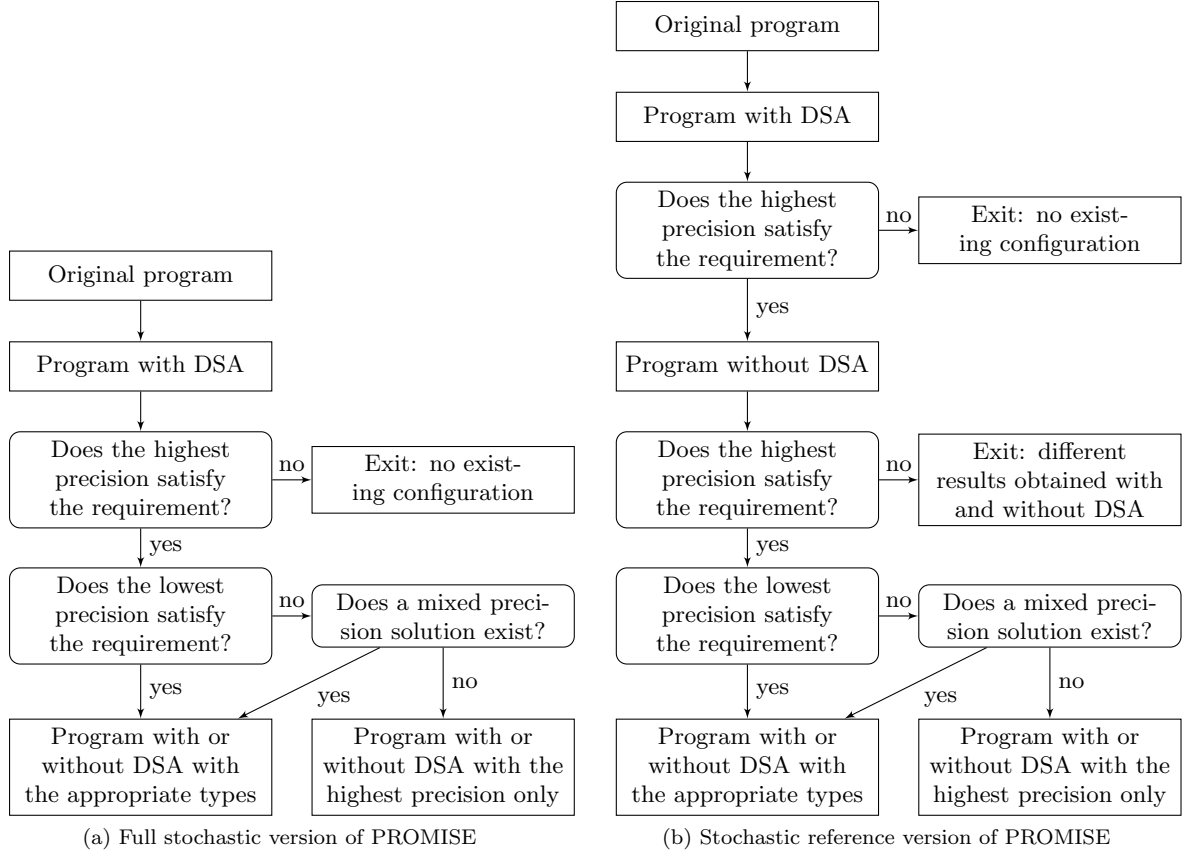 Original program
Program with DSA
Does the highest
precision satisfy
the requirement?
no
Exit: no exist-
ing configuration
yes
Does the lowest
precision satisfy
the requirement?
no
Does a mixed preci-
sion solution exist?
yes
yes
no
Program with or
without DSA with
the appropriate types
Program with or
without DSA with the
highest precision only
(a) Full stochastic version of PROMISE
Original program
Program with DSA
Does the highest
precision satisfy
the requirement?
no
Exit: no exist-
ing configuration
yes
Program without DSA
Does the highest
precision satisfy
the requirement?
no
Exit: different
results obtained with
and without DSA
yes
Does the lowest
precision satisfy
the requirement?
no
Does a mixed preci-
sion solution exist?
yes
yes
no
Program with or
without DSA with
the appropriate types
Program with or
without DSA with the
highest precision only
(b) Stochastic reference version of PROMISE